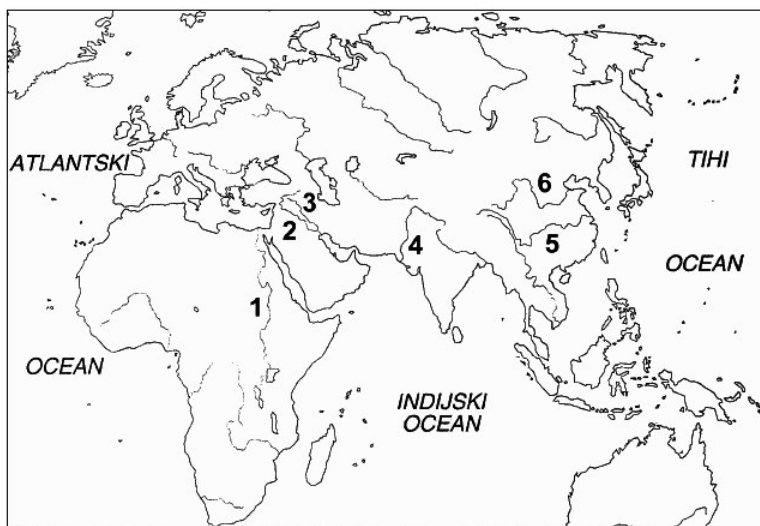 ATLANTSKI
TIHI
6
3
2
4
5
OCEAN
1
OCEAN
INDIJSKI
OCEAN